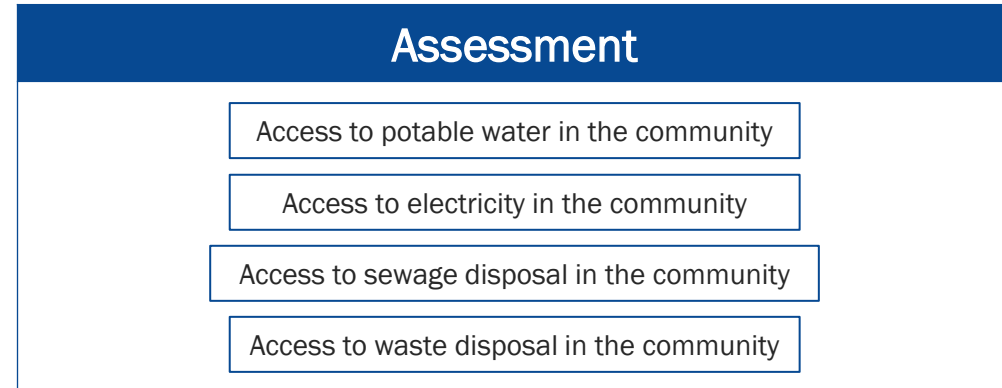 Assessment
Access to potable water in the community
Access to electricity in the community
Access to sewage disposal in the community
Access to waste disposal in the community